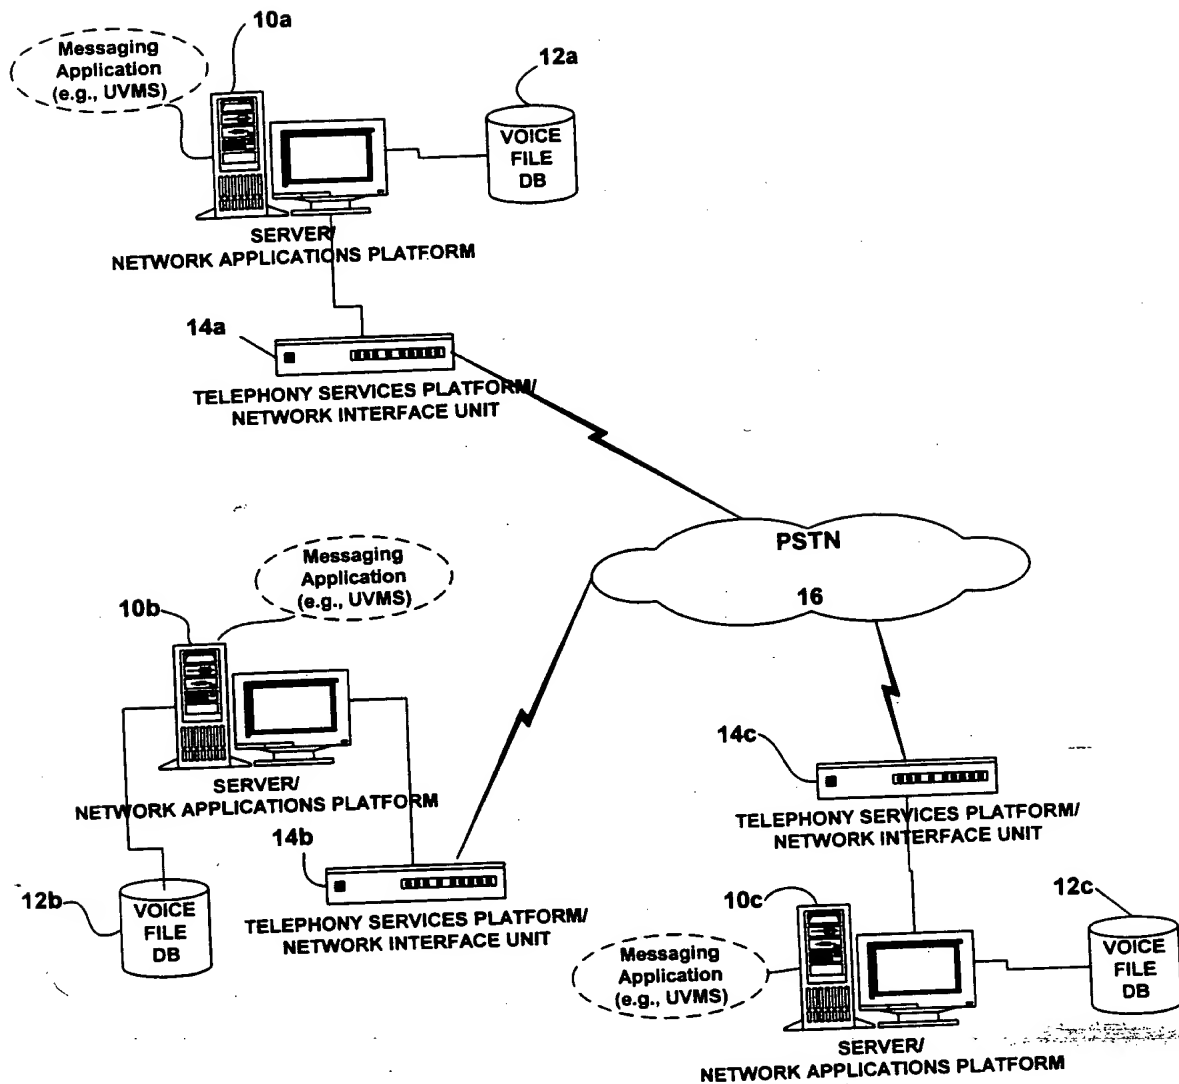 10a
Messaging
Application
(e.g., UVMS)
12a
VOICE
FILE
DB
SERVER/
NETWORK APPLICATIONS PLATFORM
14a
TELEPHONY SERVICES PLATFORM/
NETWORK INTERFACE UNIT
PSTN
16
Messaging
Application
(e.g., UVMS)
10b
SERVER/
NETWORK APPLICATIONS PLATFORM
14b
12b
VOICE
FILE
DB
TELEPHONY SERVICES PLATFORM/
NETWORK INTERFACE UNIT
14c
TELEPHONY SERVICES PLATFORM/
NETWORK INTERFACE UNIT
10c
12c
Messaging
Application
(e.g., UVMS)
VOICE
FILE
DB
SERVER/
NETWORK APPLICATIONS PLATFORM